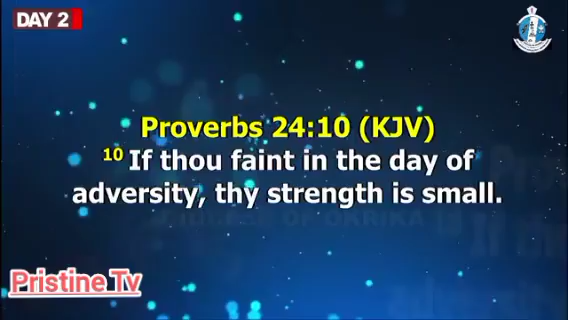 DAY 2
Proverbs 24:10 (KJV)
10 If thou faint in the day of
adversity, thy strength is small.
Pristine Tv